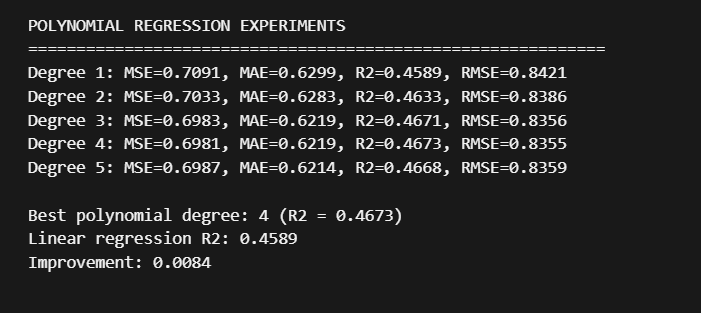 POLYNOMIAL REGRESSION EXPERIMENTS
============================================================
Degree 1: MSE=0.7091, MAE=0.6299, R2=0.4589, RMSE=0.8421
Degree 2: MSE=0.7033, MAE=0.6283, R2=0.4633, RMSE=0.8386
Degree 3: MSE=0.6983, MAE=0.6219, R2=0.4671, RMSE=0.8356
Degree 4: MSE=0.6981, MAE=0.6219, R2=0.4673, RMSE=0.8355
Degree 5: MSE=0.6987, MAE=0.6214, R2=0.4668, RMSE=0.8359
Best polynomial degree: 4 (R2 = 0.4673)
Linear regression R2: 0.4589
Improvement: 0.0084